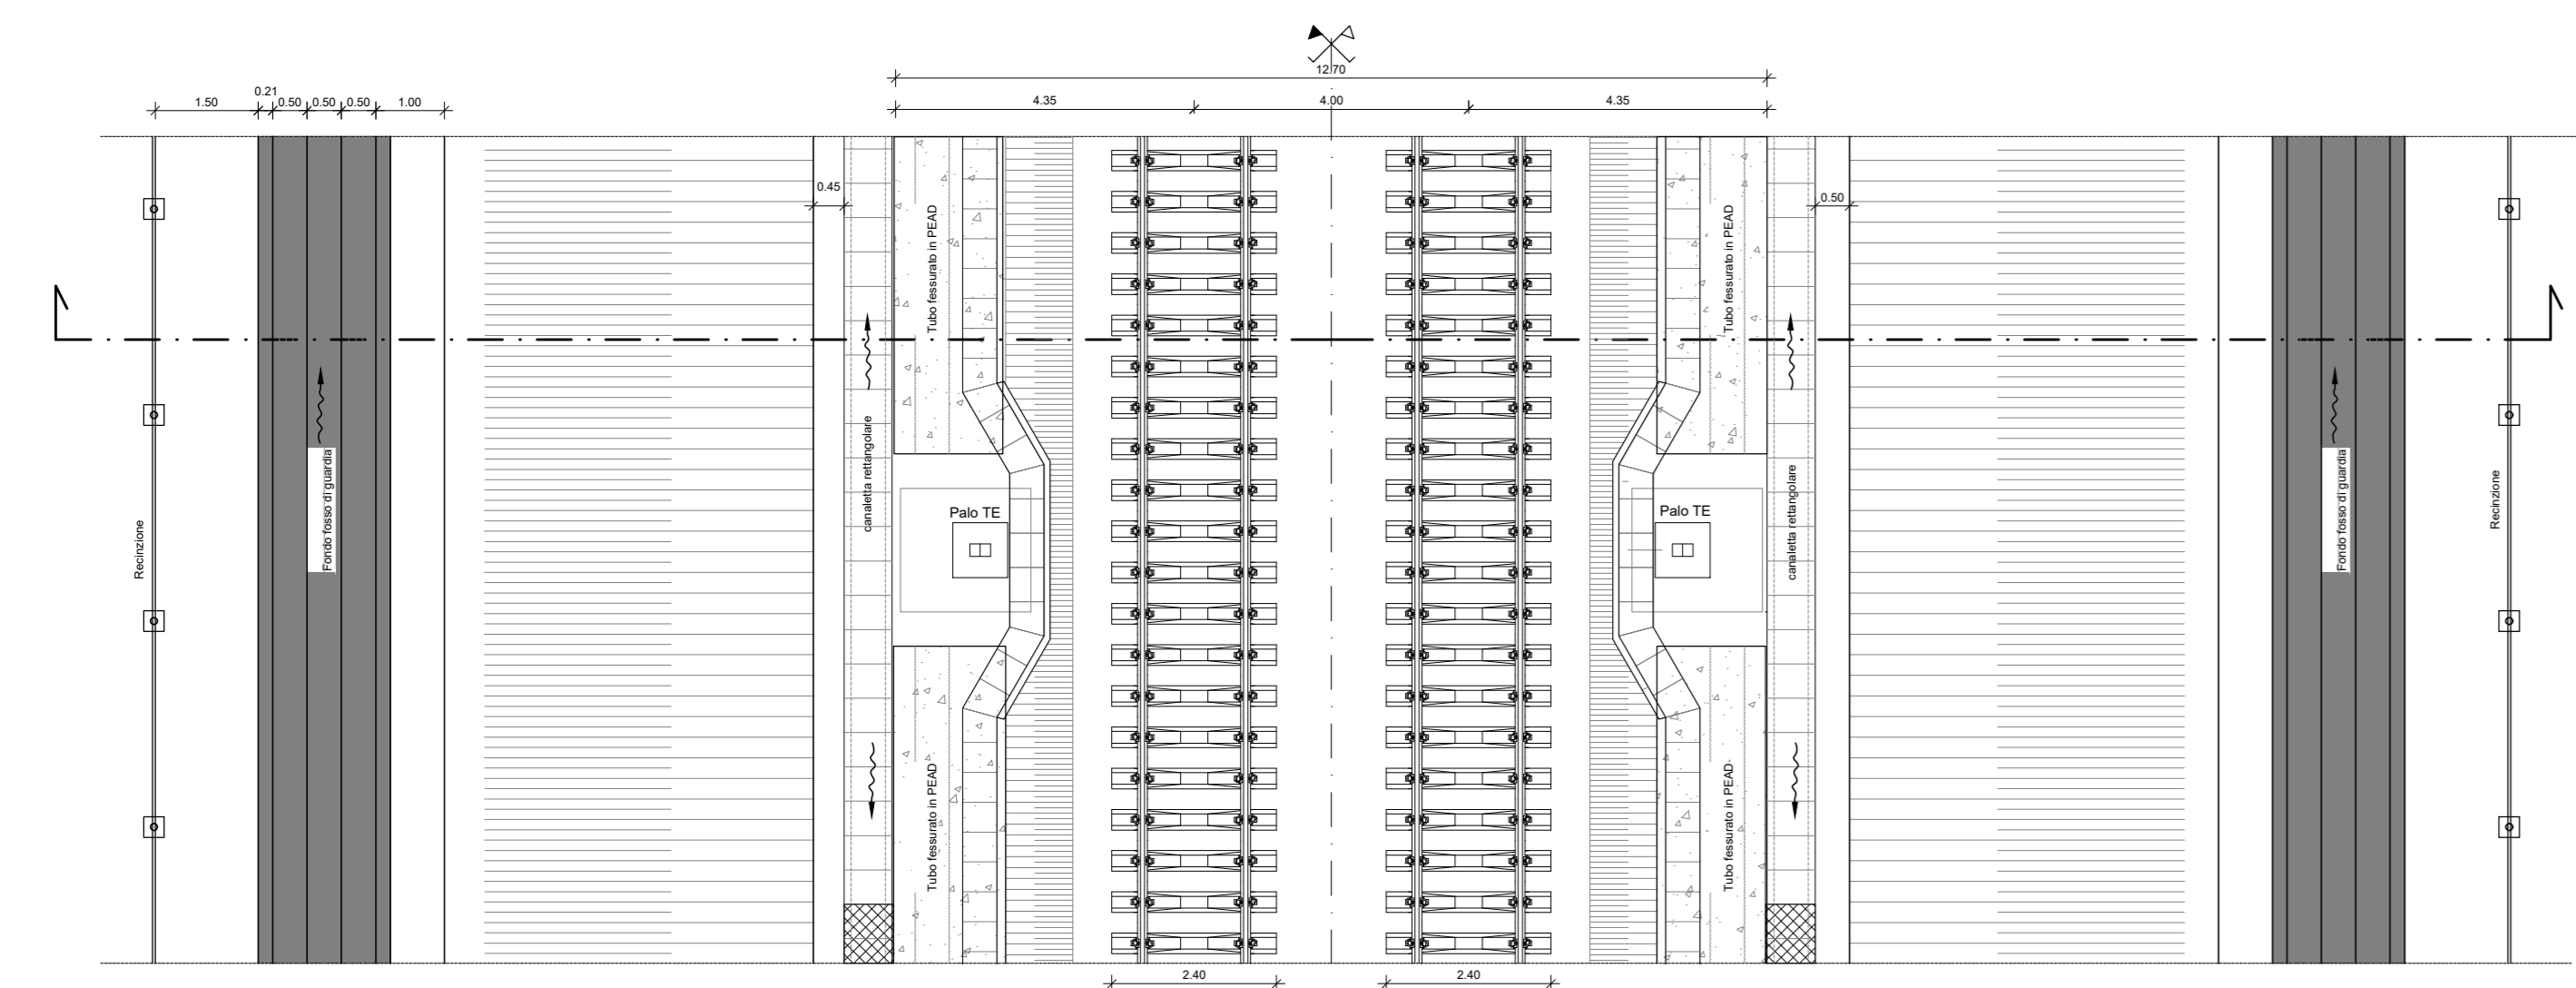 12.70
4.35
4.00
4.35
1.50
0.21
0.50
0.50
0.50
1.00
0.45
0.50
Tubo fessurato in PEAD
Tubo fessurato in PEAD
canaletta rettangolare
Fondo fosso di guardia
Recinzione
Palo TE
Palo TE
canaletta rettangolare
Fondo fosso di guardia
Recinzione
Tubo fessurato in PEAD
Tubo fessurato in PEAD
2.40
2.40